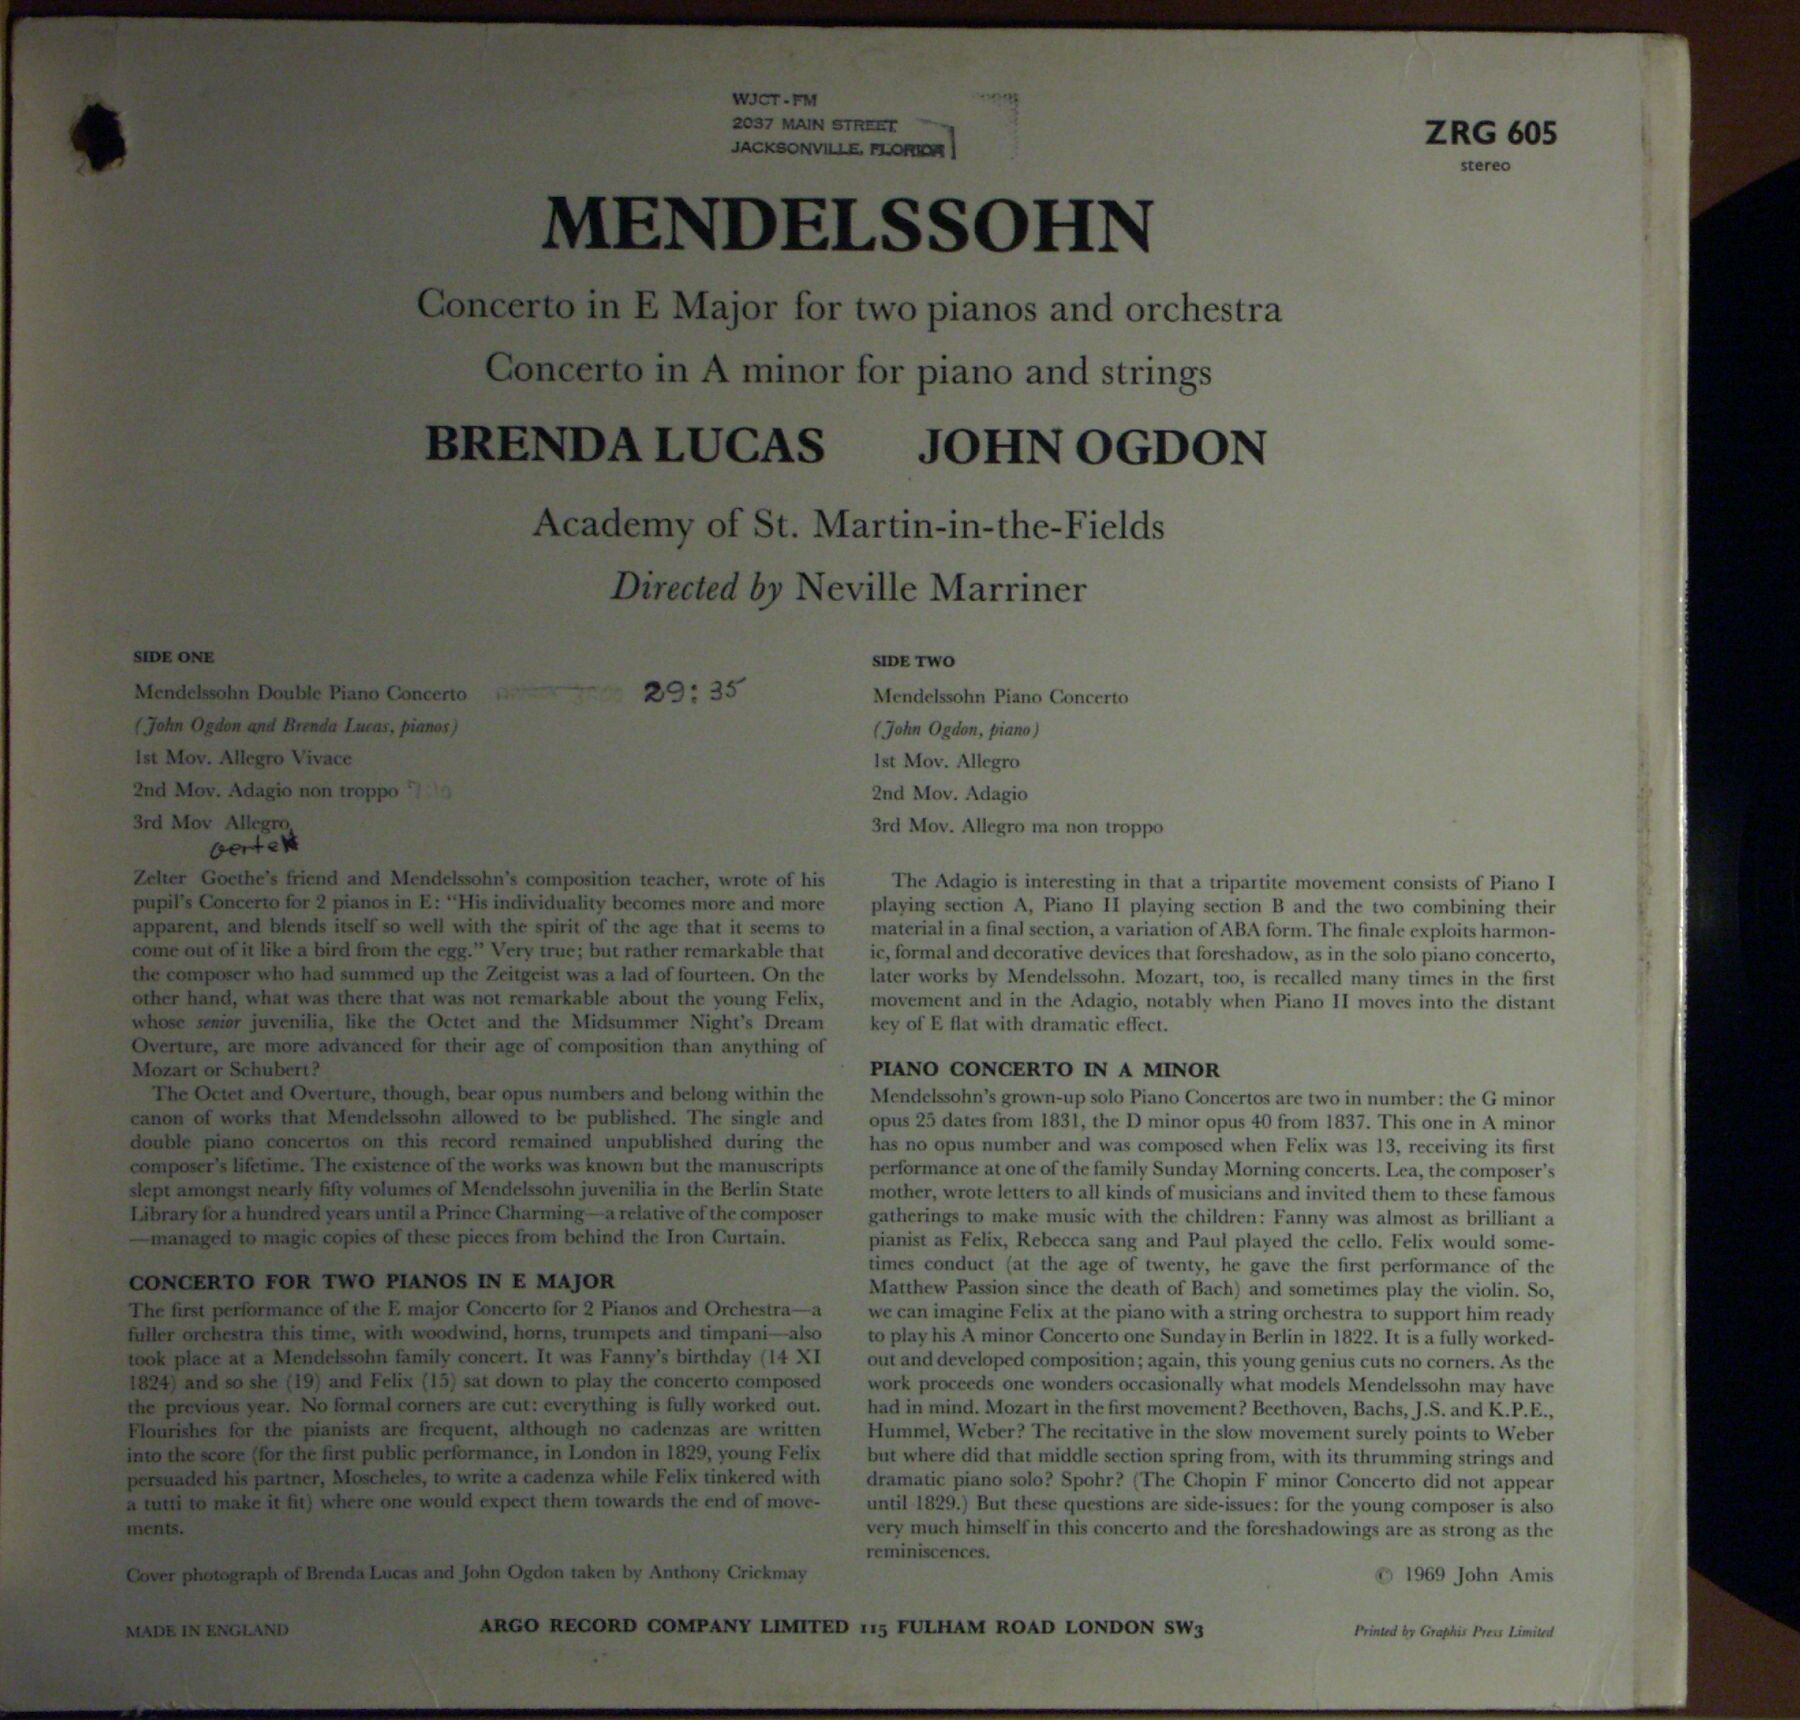 WJCT-FM
2037 MAIN STREET
JACKSONVILLE, FLORIDA
ZRG 605
stereo
MENDELSSOHN
Concerto in E Major for two pianos and orchestra
Concerto in A minor for piano and strings
BRENDA LUCAS JOHN OGDON
Academy of St. Martin-in-the-Fields
Directed by Neville Marriner
SIDE ONE
Mendelssohn Double Piano Concerto 29:35
(John Ogdon and Brenda Lucas, pianos)
1st Mov. Allegro Vivace
2nd Mov. Adagio non troppo
3rd Mov Allegro
Zelter Goethe's friend and Mendelssohn's composition teacher, wrote of his
pupil's Concerto for 2 pianos in E: "His individuality becomes more and more
apparent, and blends itself so well with the spirit of the age that it seems to
come out of it like a bird from the egg." Very true; but rather remarkable that
the composer who had summed up the Zeitgeist was a lad of fourteen. On the
other hand, what was there that was not remarkable about the young Felix,
whose senior juvenilia, like the Octet and the Midsummer Night's Dream
Overture, are more advanced for their age of composition than anything of
Mozart or Schubert?
The Octet and Overture, though, bear opus numbers and belong within the
canon of works that Mendelssohn allowed to be published. The single and
double piano concertos on this record remained unpublished during the
composer's lifetime. The existence of the works was known but the manuscripts
slept amongst nearly fifty volumes of Mendelssohn juvenilia in the Berlin State
Library for a hundred years until a Prince Charming—a relative of the composer
—managed to magic copies of these pieces from behind the Iron Curtain.
CONCERTO FOR TWO PIANOS IN E MAJOR
The first performance of the E major Concerto for 2 Pianos and Orchestra—a
fuller orchestra this time, with woodwind, horns, trumpets and timpani—also
took place at a Mendelssohn family concert. It was Fanny's birthday (14 XI
1824) and so she (19) and Felix (15) sat down to play the concerto composed
the previous year. No formal corners are cut: everything is fully worked out.
Flourishes for the pianists are frequent, although no cadenzas are written
into the score (for the first public performance, in London in 1829, young Felix
persuaded his partner, Moscheles, to write a cadenza while Felix tinkered with
a tutti to make it fit) where one would expect them towards the end of move-
ments.
Cover photograph of Brenda Lucas and John Ogdon taken by Anthony Crickmay
SIDE TWO
Mendelssohn Piano Concerto
(John Ogdon, piano)
1st Mov. Allegro
2nd Mov. Adagio
3rd Mov. Allegro ma non troppo
The Adagio is interesting in that a tripartite movement consists of Piano I
playing section A, Piano II playing section B and the two combining their
material in a final section, a variation of ABA form. The finale exploits harmon-
ic, formal and decorative devices that foreshadow, as in the solo piano concerto,
later works by Mendelssohn. Mozart, too, is recalled many times in the first
movement and in the Adagio, notably when Piano II moves into the distant
key of E flat with dramatic effect.
PIANO CONCERTO IN A MINOR
Mendelssohn's grown-up solo Piano Concertos are two in number: the G minor
opus 25 dates from 1831, the D minor opus 40 from 1837. This one in A minor
has no opus number and was composed when Felix was 13, receiving its first
performance at one of the family Sunday Morning concerts. Lea, the composer's
mother, wrote letters to all kinds of musicians and invited them to these famous
gatherings to make music with the children: Fanny was almost as brilliant a
pianist as Felix, Rebecca sang and Paul played the cello. Felix would some-
times conduct (at the age of twenty, he gave the first performance of the
Matthew Passion since the death of Bach) and sometimes play the violin. So,
we can imagine Felix at the piano with a string orchestra to support him ready
to play his A minor Concerto one Sunday in Berlin in 1822. It is a fully worked-
out and developed composition; again, this young genius cuts no corners. As the
work proceeds one wonders occasionally what models Mendelssohn may have
had in mind. Mozart in the first movement? Beethoven, Bachs, J.S. and K.P.E.,
Hummel, Weber? The recitative in the slow movement surely points to Weber
but where did that middle section spring from, with its thrumming strings and
dramatic piano solo? Spohr? (The Chopin F minor Concerto did not appear
until 1829.) But these questions are side-issues: for the young composer is also
very much himself in this concerto and the foreshadowings are as strong as the
reminiscences.
© 1969 John Amis
MADE IN ENGLAND
ARGO RECORD COMPANY LIMITED 115 FULHAM ROAD LONDON SW3
Printed by Graphis Press Limited